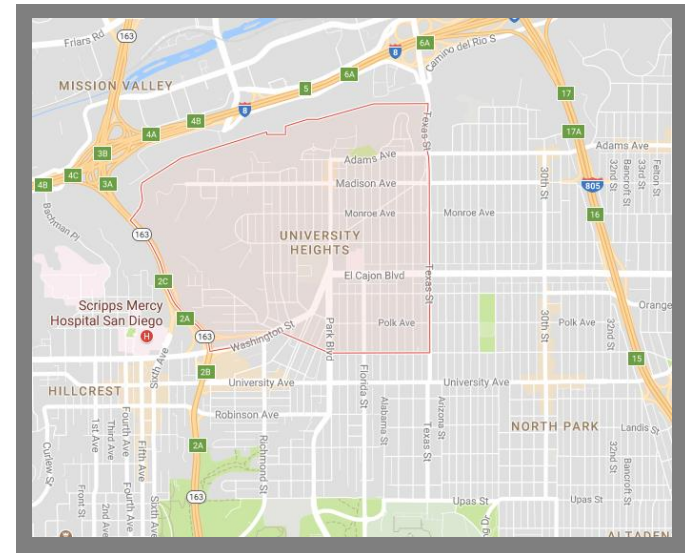 Friars Rd
163
6A
Camino del Rio S
8
6A
5
MISSION VALLEY
17
8
4B
4A
Texas St
17A
3B
Adams Ave
Adams Ave
4C
3A
4B
Madison Ave
30th St
32nd St
Bancroft St
33rd St
Felton St
805
Bachman Pl
Monroe Ave
Monroe Ave
16
163
UNIVERSITY
HEIGHTS
El Cajon Blvd
Texas St
2C
Scripps Mercy
Hospital San Diego
H
2A
Orange
Park Blvd
Polk Ave
30th St
Polk Ave
32nd St
163
Washington St
15
Sixth Ave
2B
University Ave
University Ave
Florida St
HILLCREST
Robinson Ave
Alabama St
Arizona St
Texas St
NORTH PARK
Landis St
1st Ave
Third Ave
Fourth Ave
Fifth Ave
Richmond St
2A
Curlew St
32nd St
Bancroft St
Front St
2nd Ave
Fourth Ave
Sixth Ave
163
Upas St
Upas St
ALTADEN